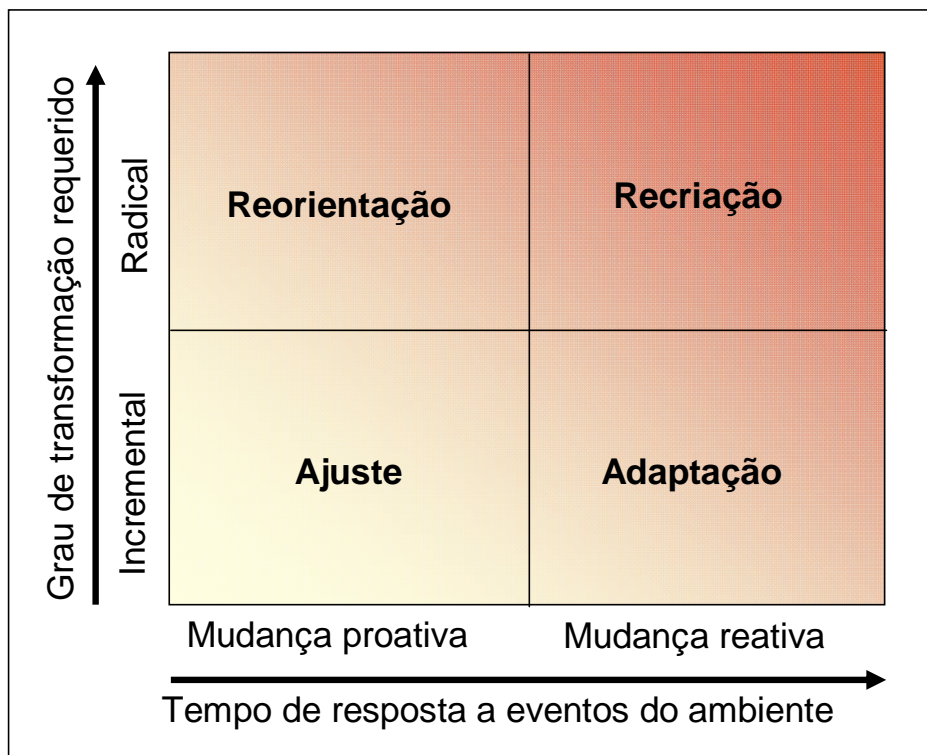 Grau de transformação requerido
Radical
Incremental
Reorientação
Recriação
Ajuste
Adaptação
Mudança proativa
Mudança reativa
Tempo de resposta a eventos do ambiente